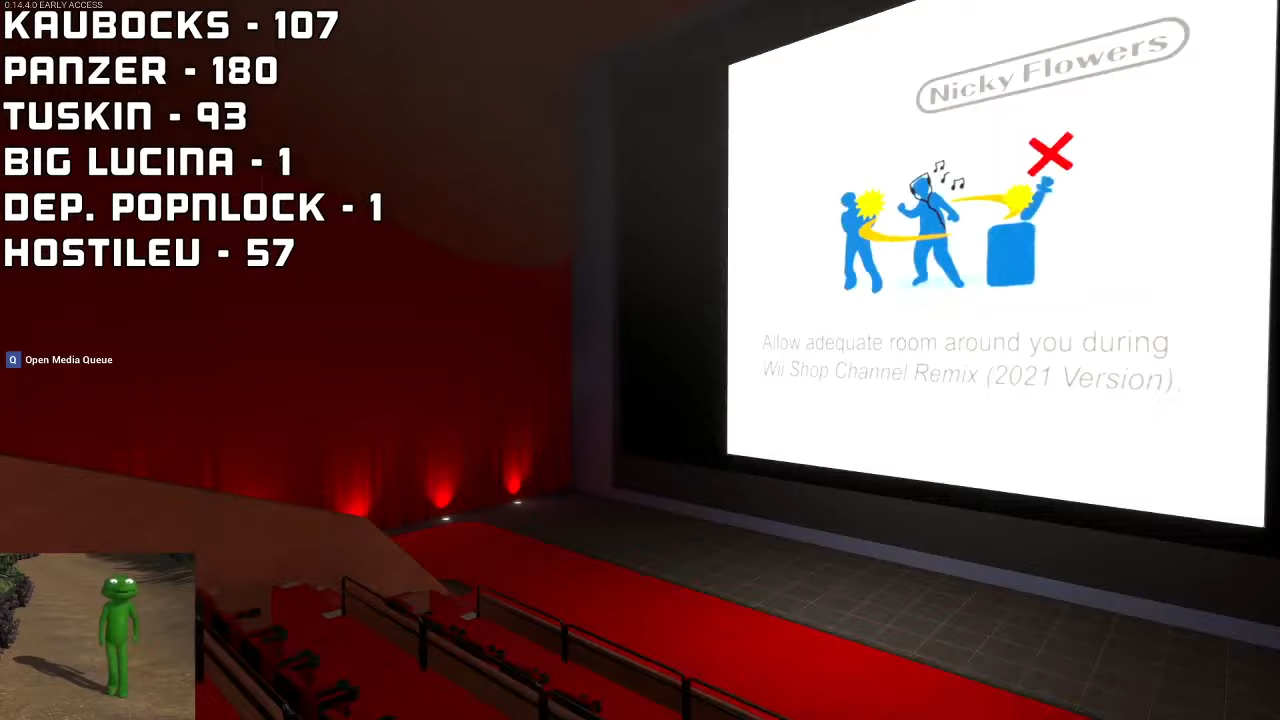 0.14.4.0 EARLY ACCESS
KAUBOCKS - 107
PANZER - 180
TUSKIN - 93
BIG LUCINA - 1
DEP. POPNLOCK - 1
HOSTILEV - 57
Q Open Media Queue
Nicky Flowers
Allow adequate room around you during
Wii Shop Channel Remix (2021 Version).